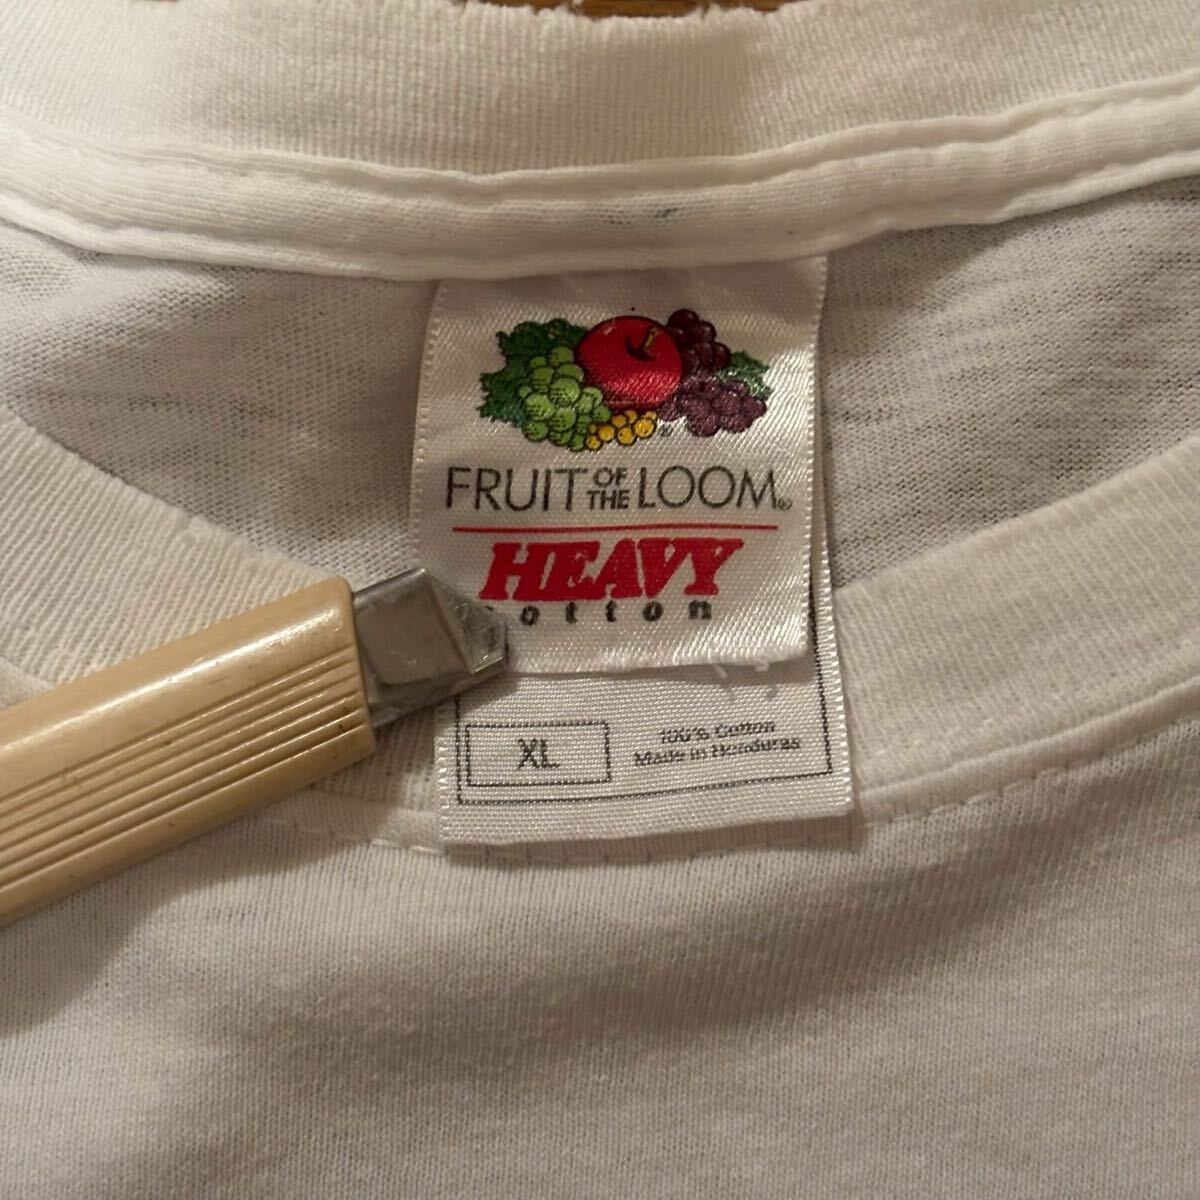 FRUIT OF THE LOOM®
HEAVY
cotton
XL
100% Cotton
Made in Honduras